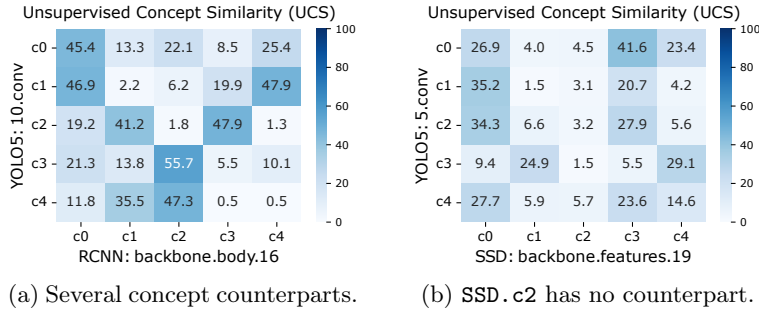 Unsupervised Concept Similarity (UCS)
YOLO5: 10.conv
c0 45.4 13.3 22.1 8.5 25.4
c1 46.9 2.2 6.2 19.9 47.9
c2 19.2 41.2 1.8 47.9 1.3
c3 21.3 13.8 55.7 5.5 10.1
c4 11.8 35.5 47.3 0.5 0.5
c0 c1 c2 c3 c4
RCNN: backbone.body.16
100
80
60
40
20
0
(a) Several concept counterparts.
Unsupervised Concept Similarity (UCS)
YOLO5: 5.conv
c0 26.9 4.0 4.5 41.6 23.4
c1 35.2 1.5 3.1 20.7 4.2
c2 34.3 6.6 3.2 27.9 5.6
c3 9.4 24.9 1.5 5.5 29.1
c4 27.7 5.9 5.7 23.6 14.6
c0 c1 c2 c3 c4
SSD: backbone.features.19
100
80
60
40
20
0
(b) SSD.c2 has no counterpart.